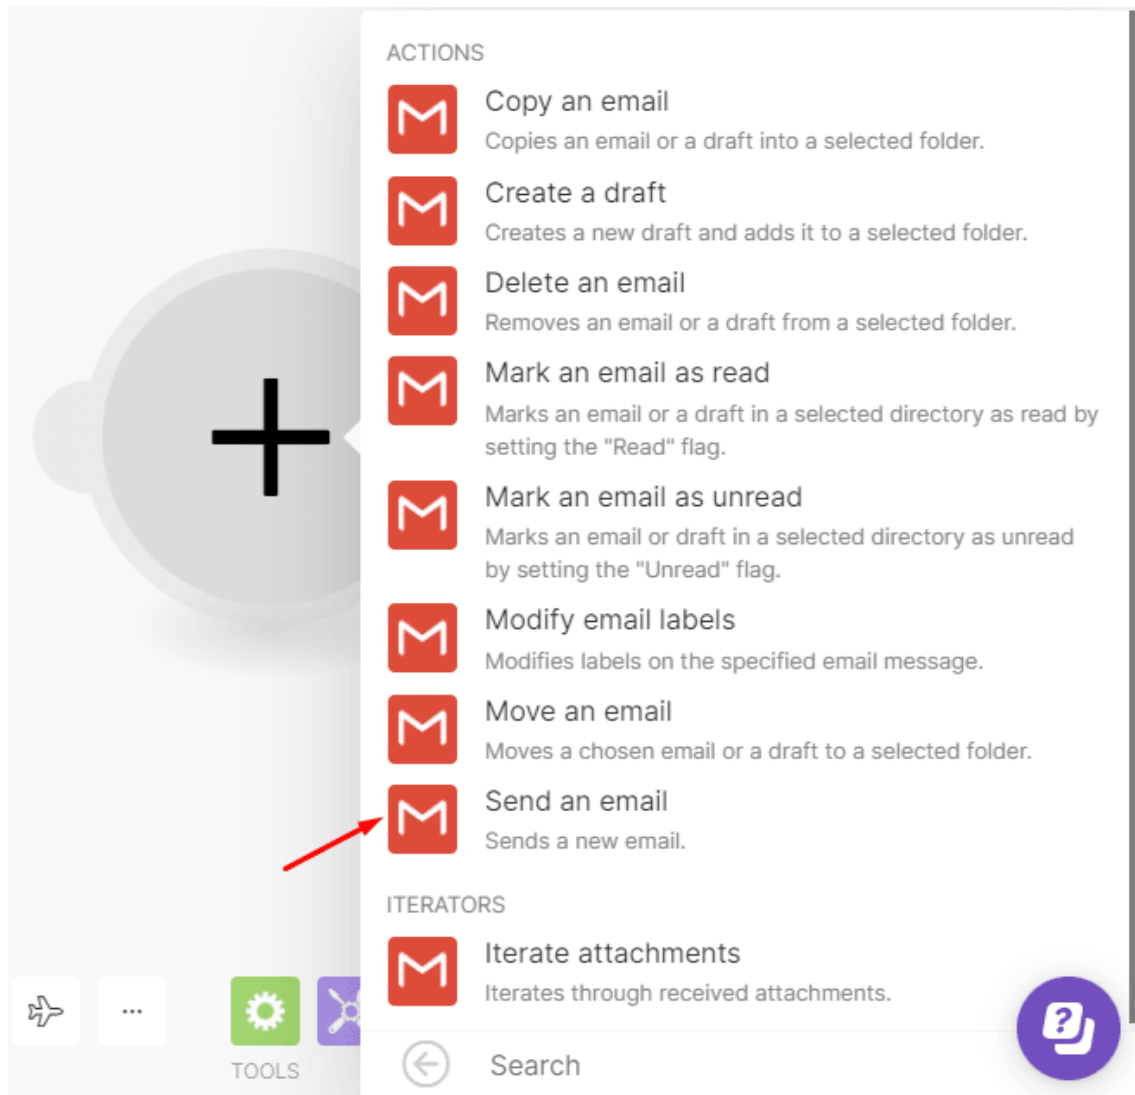 ACTIONS
Copy an email
Copies an email or a draft into a selected folder.
Create a draft
Creates a new draft and adds it to a selected folder.
Delete an email
Removes an email or a draft from a selected folder.
Mark an email as read
Marks an email or a draft in a selected directory as read by
setting the "Read" flag.
Mark an email as unread
Marks an email or draft in a selected directory as unread
by setting the "Unread" flag.
Modify email labels
Modifies labels on the specified email message.
Move an email
Moves a chosen email or a draft to a selected folder.
Send an email
Sends a new email.
ITERATORS
Iterate attachments
Iterates through received attachments.
Search
TOOLS